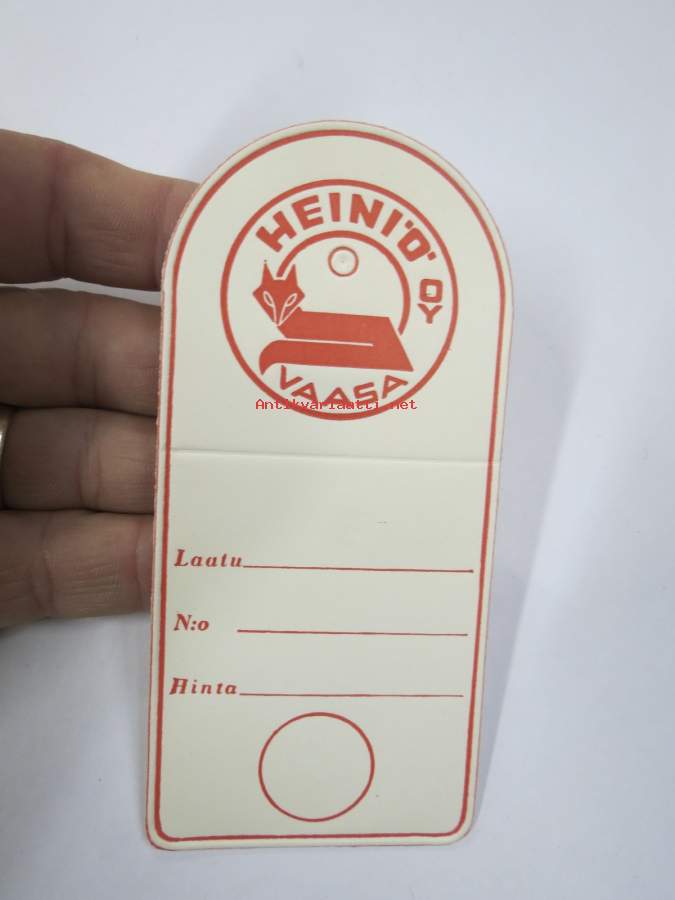 HEINI'Ö' OY
VAASA
Antikvariaatti.net
Laatu
N:o
Hinta